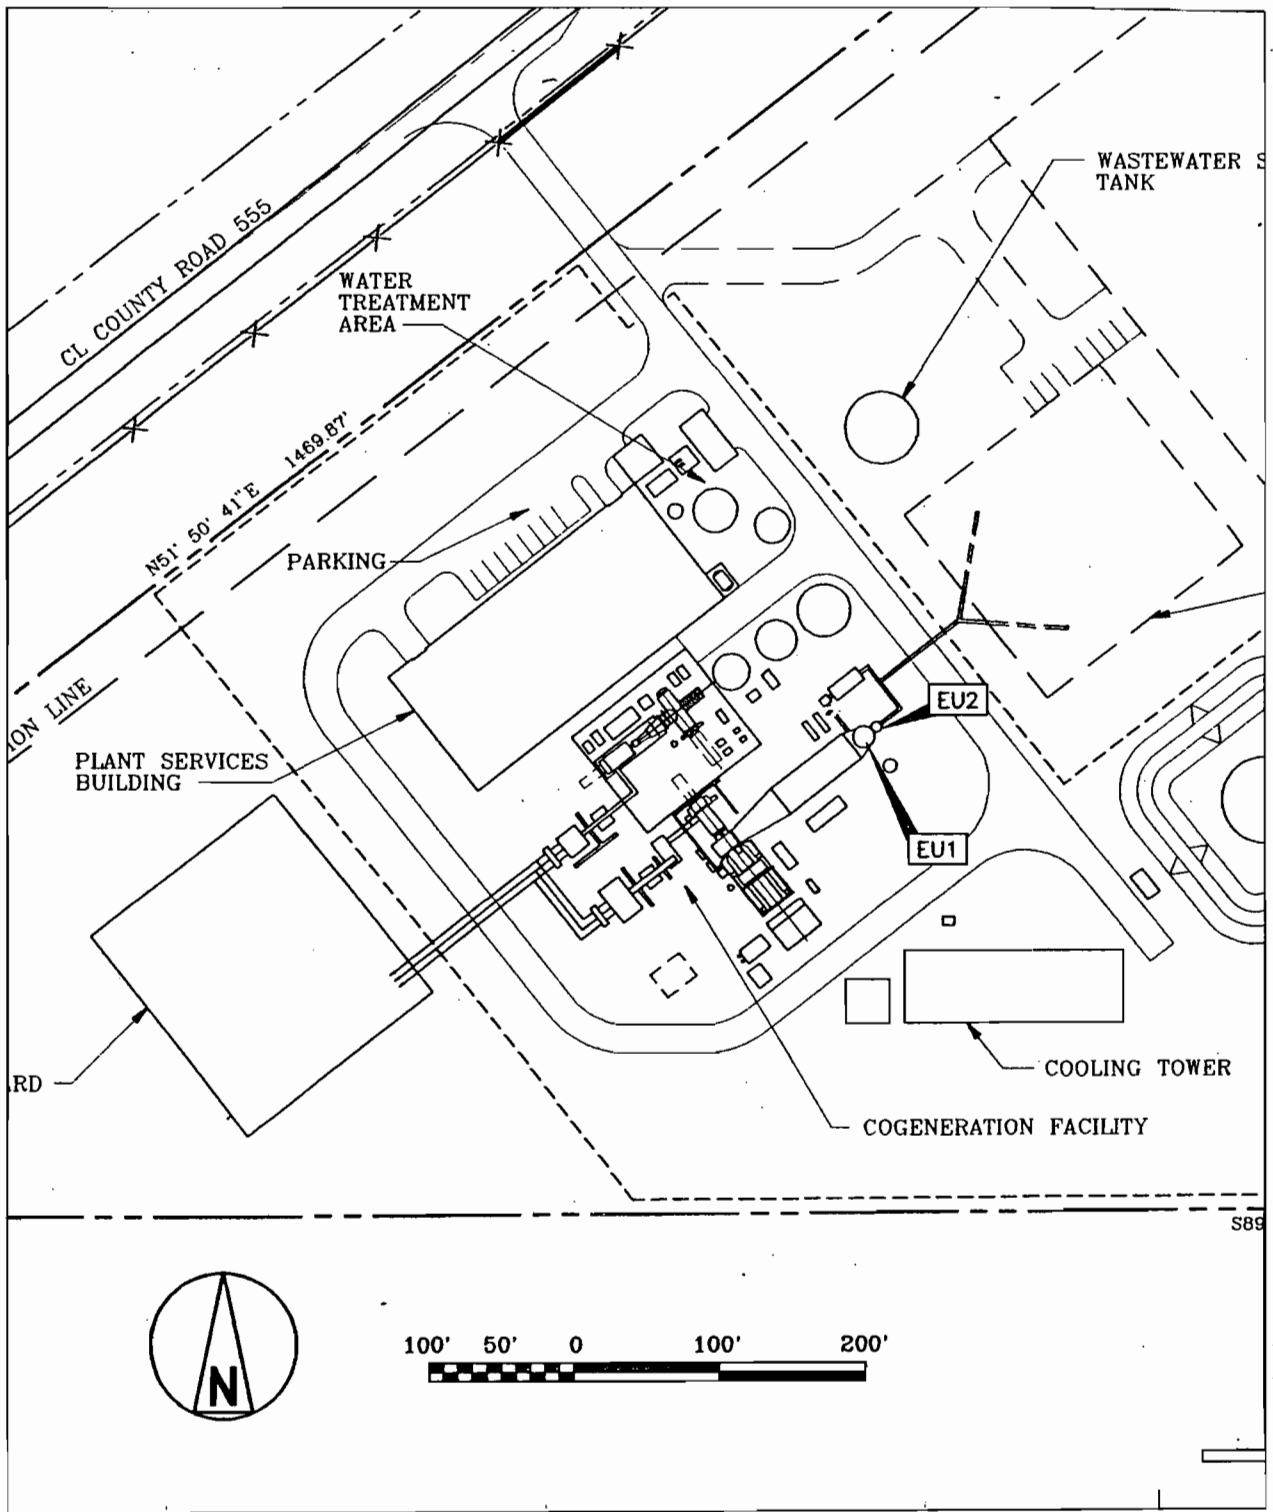 WASTEWATER S
TANK
CL COUNTY ROAD 555
WATER
TREATMENT
AREA
N51° 50' 41" E 1469.87'
PARKING
ION LINE
EU2
PLANT SERVICES
BUILDING
EU1
RD
COOLING TOWER
COGENERATION FACILITY
S89
N
100' 50' 0 100' 200'